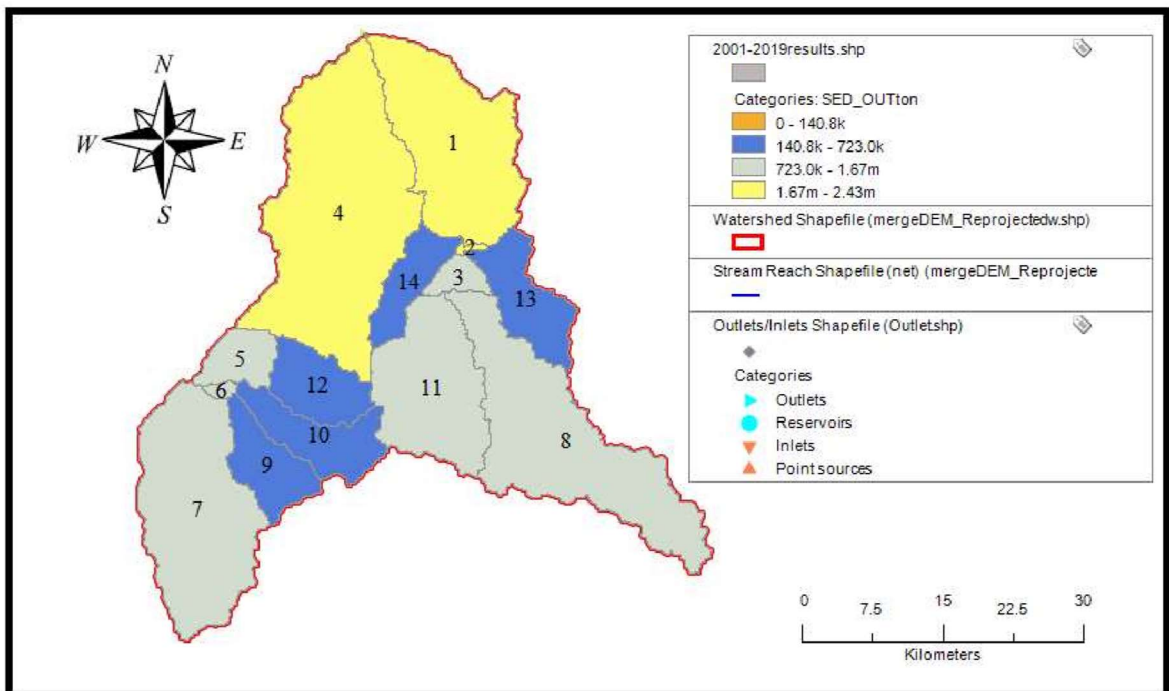 N
W
E
S
1
4
2
3
14
13
5
12
6
11
10
8
9
7
2001-2019results.shp
Categories: SED_OUTton
0 - 140.8k
140.8k - 723.0k
723.0k - 1.67m
1.67m - 2.43m
Watershed Shapefile (mergeDEM_Reprojectedw.shp)
Stream Reach Shapefile (net) (mergeDEM_Reprojecte
Outlets/Inlets Shapefile (Outlet.shp)
Categories
Outlets
Reservoirs
Inlets
Point sources
0 7.5 15 22.5 30
Kilometers